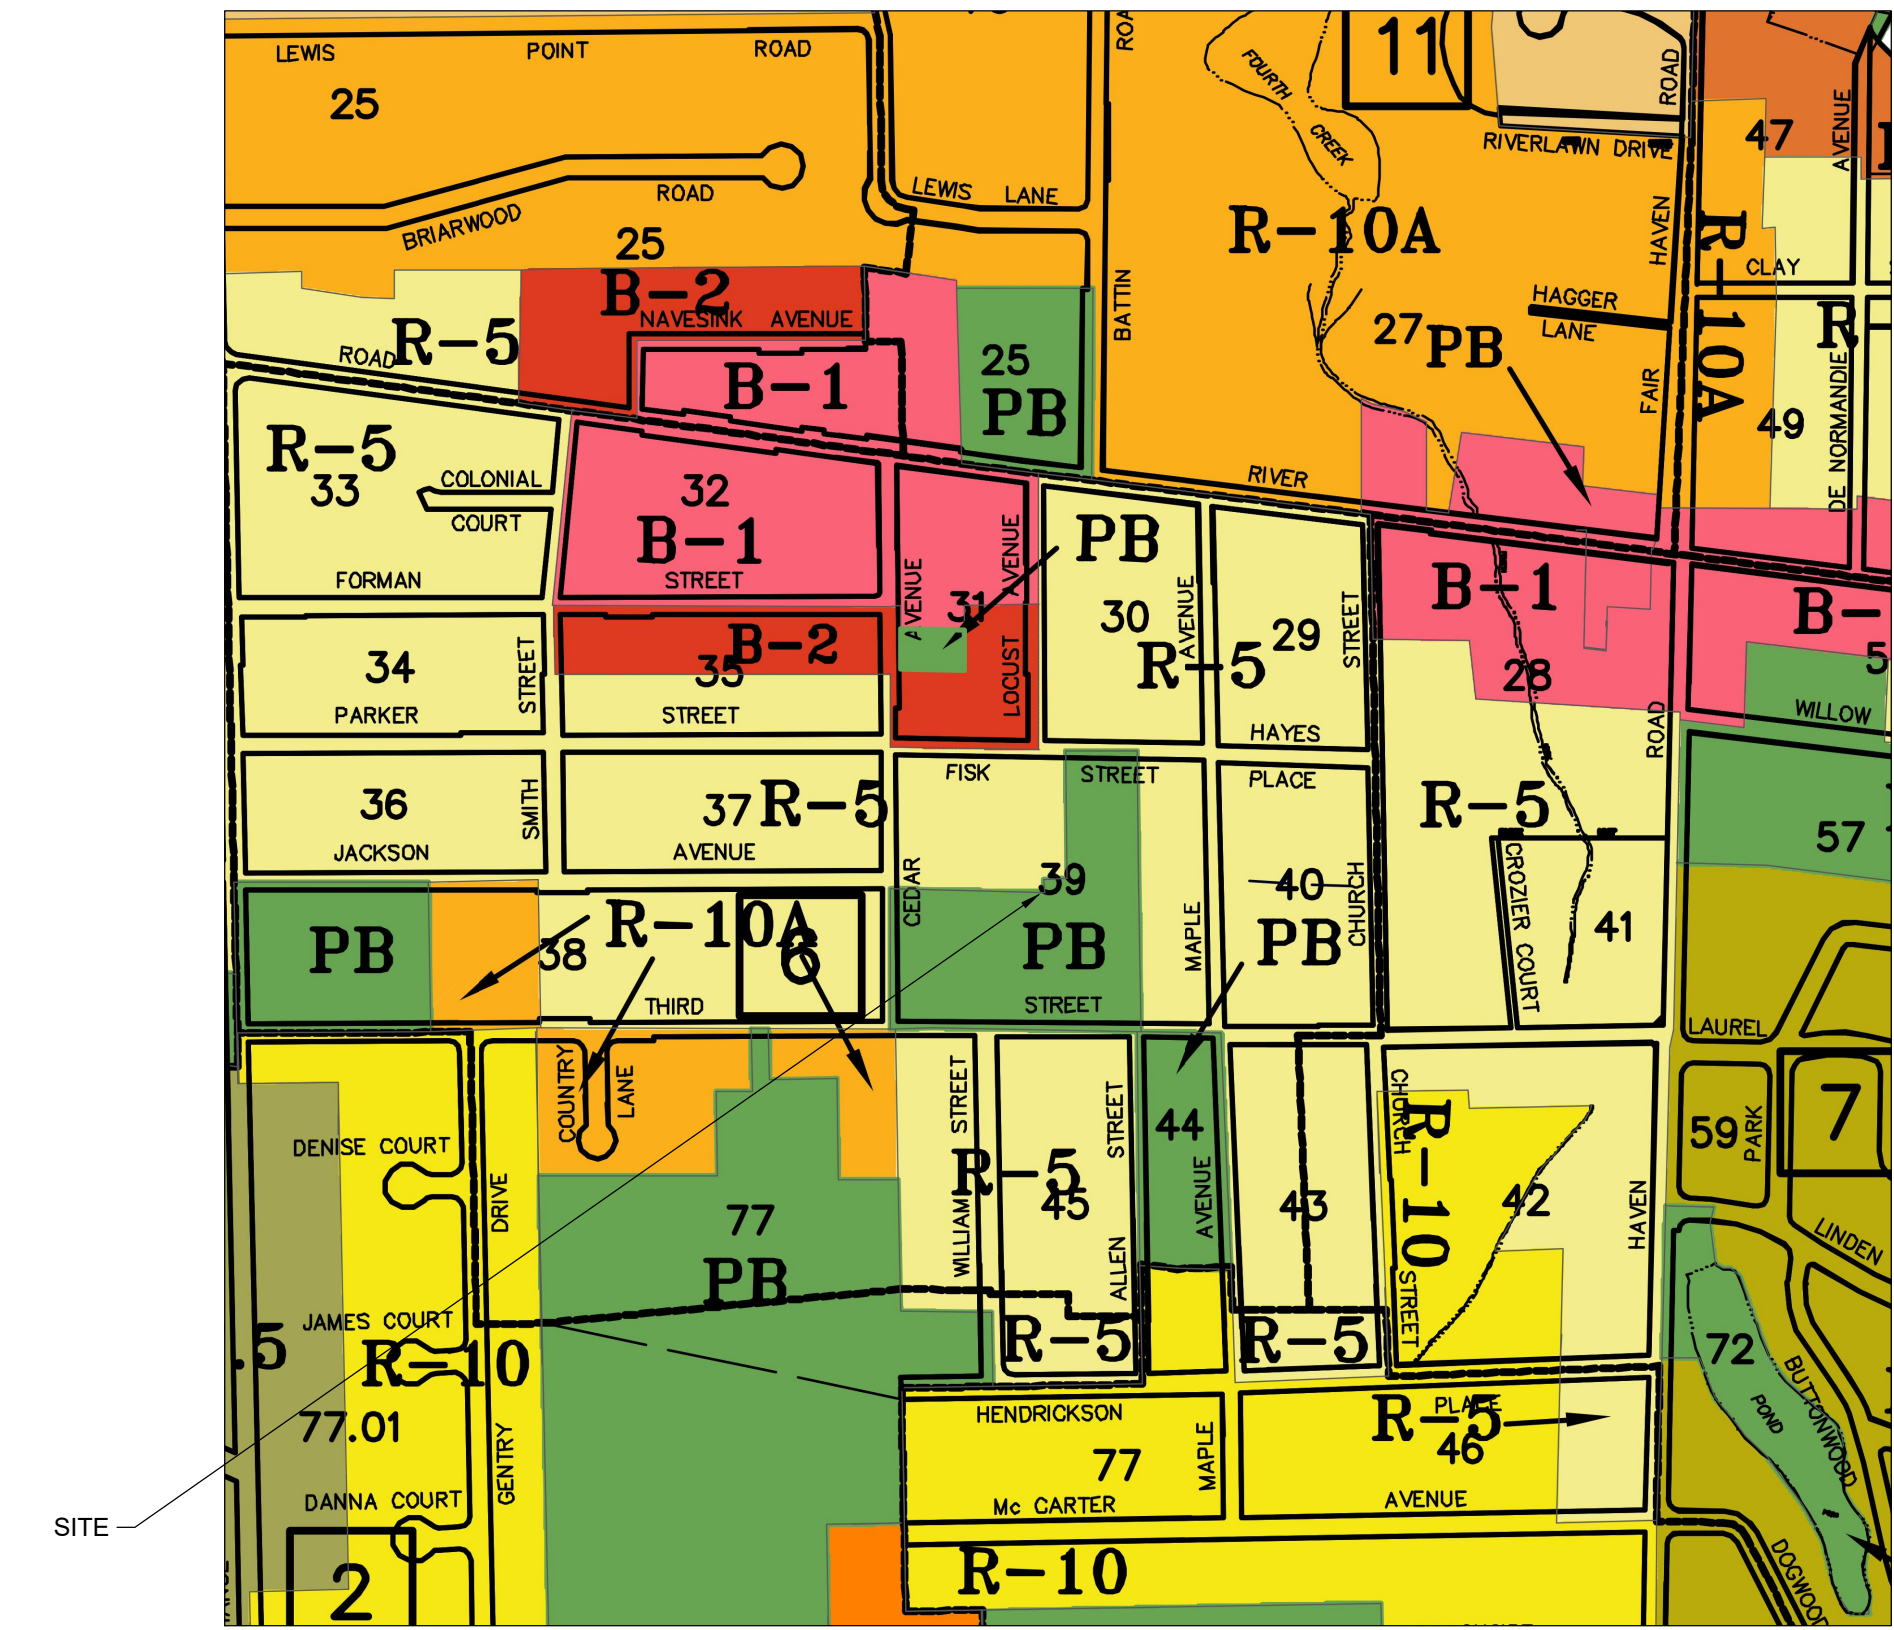 LEWIS POINT ROAD
25
ROAD
BRIARWOOD
25
LEWIS LANE
FOURTH
CREEK
11
ROAD
RIVERLAWN DRIVE
47
AVENUE
R-10A
HAVEN
R-10A
CLAY
BATTIN
HAGGER
LANE
27
PB
FAIR
49
DE NORMANDIE
R
B-2
NAVESINK AVENUE
R-5
ROAD
B-1
25
PB
RIVER
R-5
33
COLONIAL
COURT
FORMAN
32
B-1
STREET
AVENUE
AVENUE
PB
31
LOCUST
30
AVENUE
29
R-5
STREET
HAYES
B-1
28
ROAD
B-
5
WILLOW
34
PARKER
STREET
B-2
35
STREET
36
JACKSON
SMITH
37
R-5
AVENUE
FISK STREET
PLACE
CEDAR
39
PB
STREET
MAPLE
40
PB
CHURCH
R-5
CROZIER COURT
41
57
LAUREL
PB
38
R-10A
6
THIRD
COUNTRY
LANE
DENISE COURT
DRIVE
JAMES COURT
.5
R-10
77.01
DANNA COURT
GENTRY
2
77
PB
STREET
WILLIAM
R-5
45
STREET
ALLEN
R-5
44
AVENUE
43
R-5
CHURCH
STREET
R-10
42
HAVEN
59
PARK
7
LINDEN
72
BUTTONWOOD
POND
DOGWOOD
HENDRICKSON
77
MAPLE
Mc CARTER
PLACE
R-5
46
AVENUE
R-10
SITE